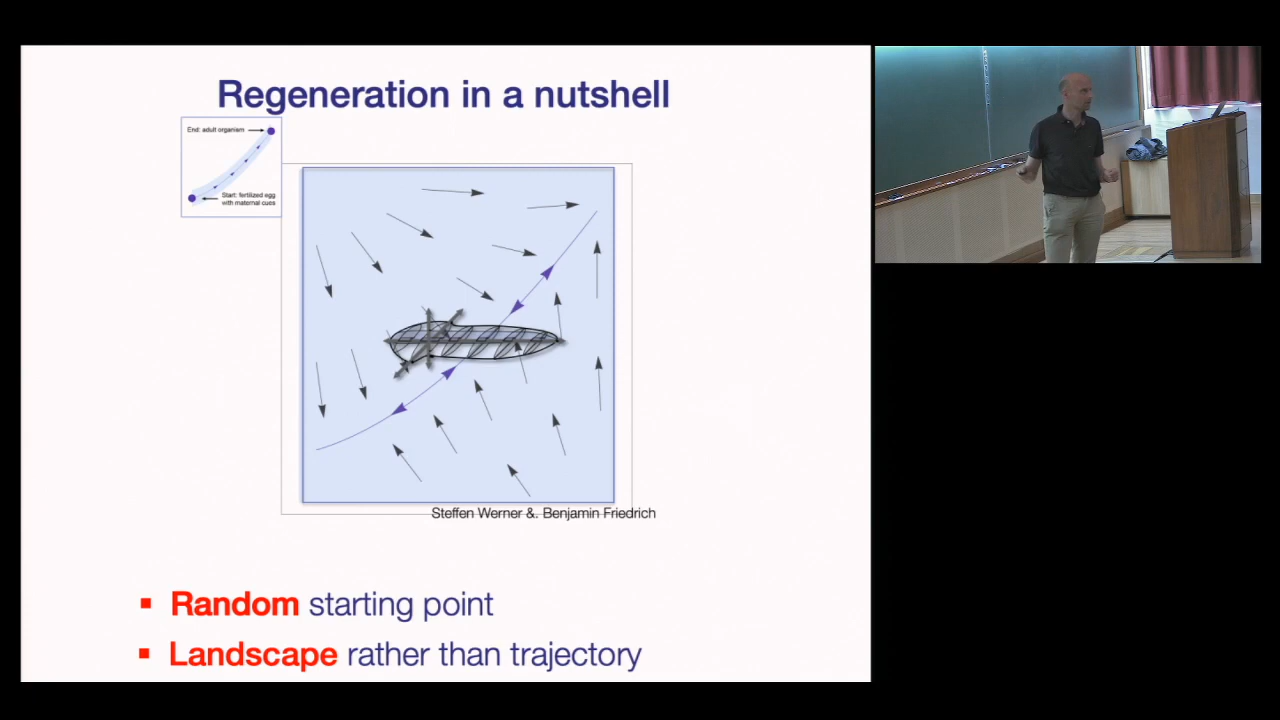 Regeneration in a nutshell
End: adult organism
Start: fertilized egg
with maternal cues
Steffen Werner &. Benjamin Friedrich
Random starting point
Landscape rather than trajectory